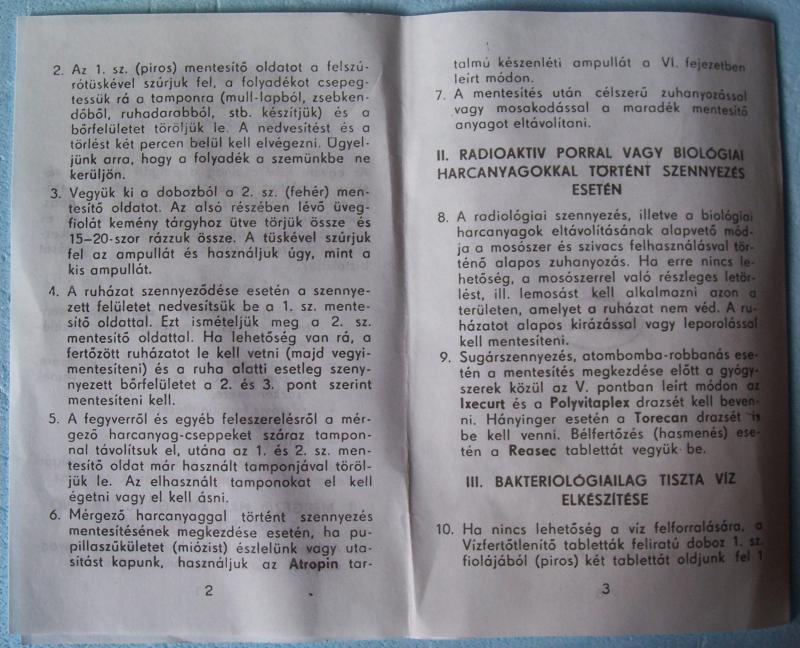 2. Az 1. sz. (piros) mentesítő oldatot a felszú-
rótüskével szúrjuk fel, a folyadékot csepeg-
tessük rá a tamponra (mull-lapból, zsebken-
dőből, ruhadarabból, stb. készítjük) és a
bőrfelületet töröljük le. A nedvesítést és a
törlést két percen belül kell elvégezni. Ügyel-
jünk arra, hogy a folyadék a szemünkbe ne
kerüljön.
3. Vegyük ki a dobozból a 2. sz. (fehér) men-
tesítő oldatot. Az alsó részében lévő üveg-
fiolát kemény tárgyhoz ütve törjük össze és
15—20-szor rázzuk össze. A tüskével szúrjuk
fel az ampullát és használjuk úgy, mint a
kis ampullát.
4. A ruházat szennyeződése esetén a szennye-
ezett felületet nedvesítsük be a 1. sz. mente-
sítő oldattal. Ezt ismételjük meg a 2. sz.
mentesítő oldattal. Ha lehetőség van rá, a
fertőzött ruházatot le kell vetni (majd vegyi-
mentesíteni) és a ruha alatti esetleg szeny-
nyezett bőrfelületet a 2. és 3. pont szerint
mentesíteni kell.
5. A fegyverről és egyéb feleszerelésről a mér-
gező harcanyag-cseppeket száraz tampon-
nal távolítsuk el, utána az 1. és 2. sz. men-
tesítő oldat már használt tamponjával töröl-
jük le. Az elhasznált tamponokat el kell
égetni vagy el kell ásni.
6. Mérgező harcanyaggal történt szennyezés
mentesítésének megkezdése esetén, ha pu-
pillaszűkületet (miózist) észlelünk vagy uta-
sítást kapunk, használjuk az Atropin tar-
2
talmú készenléti ampullát a VI. fejezetben
leírt módon.
7. A mentesítés után célszerű zuhanyozással
vagy mosakodással a maradék mentesítő
anyagot eltávolítani.
II. RADIOAKTIV PORRAL VAGY BIOLÓGIAI
HARCANYAGOKKAL TÖRTÉNT SZENNYEZÉS
ESETÉN
8. A radiológiai szennyezés, illetve a biológiai
harcanyagok eltávolításának alapvető mód-
ja a mosószer és szivacs felhasználásval tör-
ténő alapos zuhanyozás. Ha erre nincs le-
hetőség, a mosószerrel való részleges letör-
lést, ill. lemosást kell alkalmazni azon a
területen, amelyet a ruházat nem véd. A ru-
házatot alapos kirázással vagy leporolással
kell mentesíteni.
9. Sugárszennyezés, atombomba-robbanás ese-
tén a mentesítés megkezdése előtt a gyógy-
szerek közül az V. pontban leírt módon az
Ixecurt és a Polyvitaplex drazsét kell beven-
ni. Hányinger esetén a Torecan drazsét is
be kell venni. Bélfertőzés (hasmenés) ese-
tén a Reasec tablettát vegyük be.
III. BAKTERIOLÓGIAILAG TISZTA VÍZ
ELKÉSZÍTÉSE
10. Ha nincs lehetőség a víz felforralására, a
Vízfertőtlenítő tabletták feliratú doboz 1. sz.
fiolájából (piros) két tablettát oldjunk fel 1
3